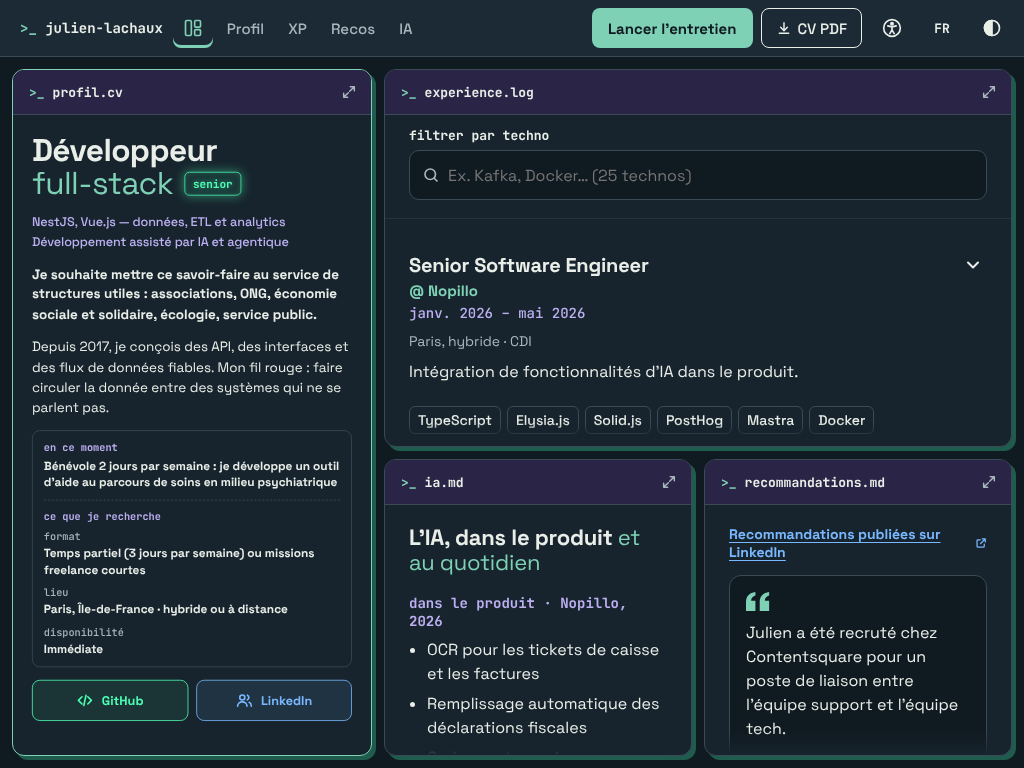 >_ julien-lachaux
Profil
XP
Recos
IA
Lancer l'entretien
CV PDF
FR
>_ profil.cv
Développeur
full-stack senior
NestJS, Vue.js — données, ETL et analytics
Développement assisté par IA et agentique
Je souhaite mettre ce savoir-faire au service de
structures utiles : associations, ONG, économie
sociale et solidaire, écologie, service public.
Depuis 2017, je conçois des API, des interfaces et
des flux de données fiables. Mon fil rouge : faire
circuler la donnée entre des systèmes qui ne se
parlent pas.
en ce moment
Bénévole 2 jours par semaine : je développe un outil
d'aide au parcours de soins en milieu psychiatrique
ce que je recherche
format
Temps partiel (3 jours par semaine) ou missions
freelance courtes
lieu
Paris, Île-de-France · hybride ou à distance
disponibilité
Immédiate
GitHub
LinkedIn
>_ experience.log
filtrer par techno
Ex. Kafka, Docker… (25 technos)
Senior Software Engineer
@ Nopillo
janv. 2026 – mai 2026
Paris, hybride · CDI
Intégration de fonctionnalités d'IA dans le produit.
TypeScript
Elysia.js
Solid.js
PostHog
Mastra
Docker
>_ ia.md
L'IA, dans le produit et
au quotidien
dans le produit · Nopillo,
2026
• OCR pour les tickets de caisse
et les factures
• Remplissage automatique des
déclarations fiscales
>_ recommandations.md
Recommandations publiées sur
LinkedIn
Julien a été recruté chez
Contentsquare pour un
poste de liaison entre
l'équipe support et l'équipe
tech.